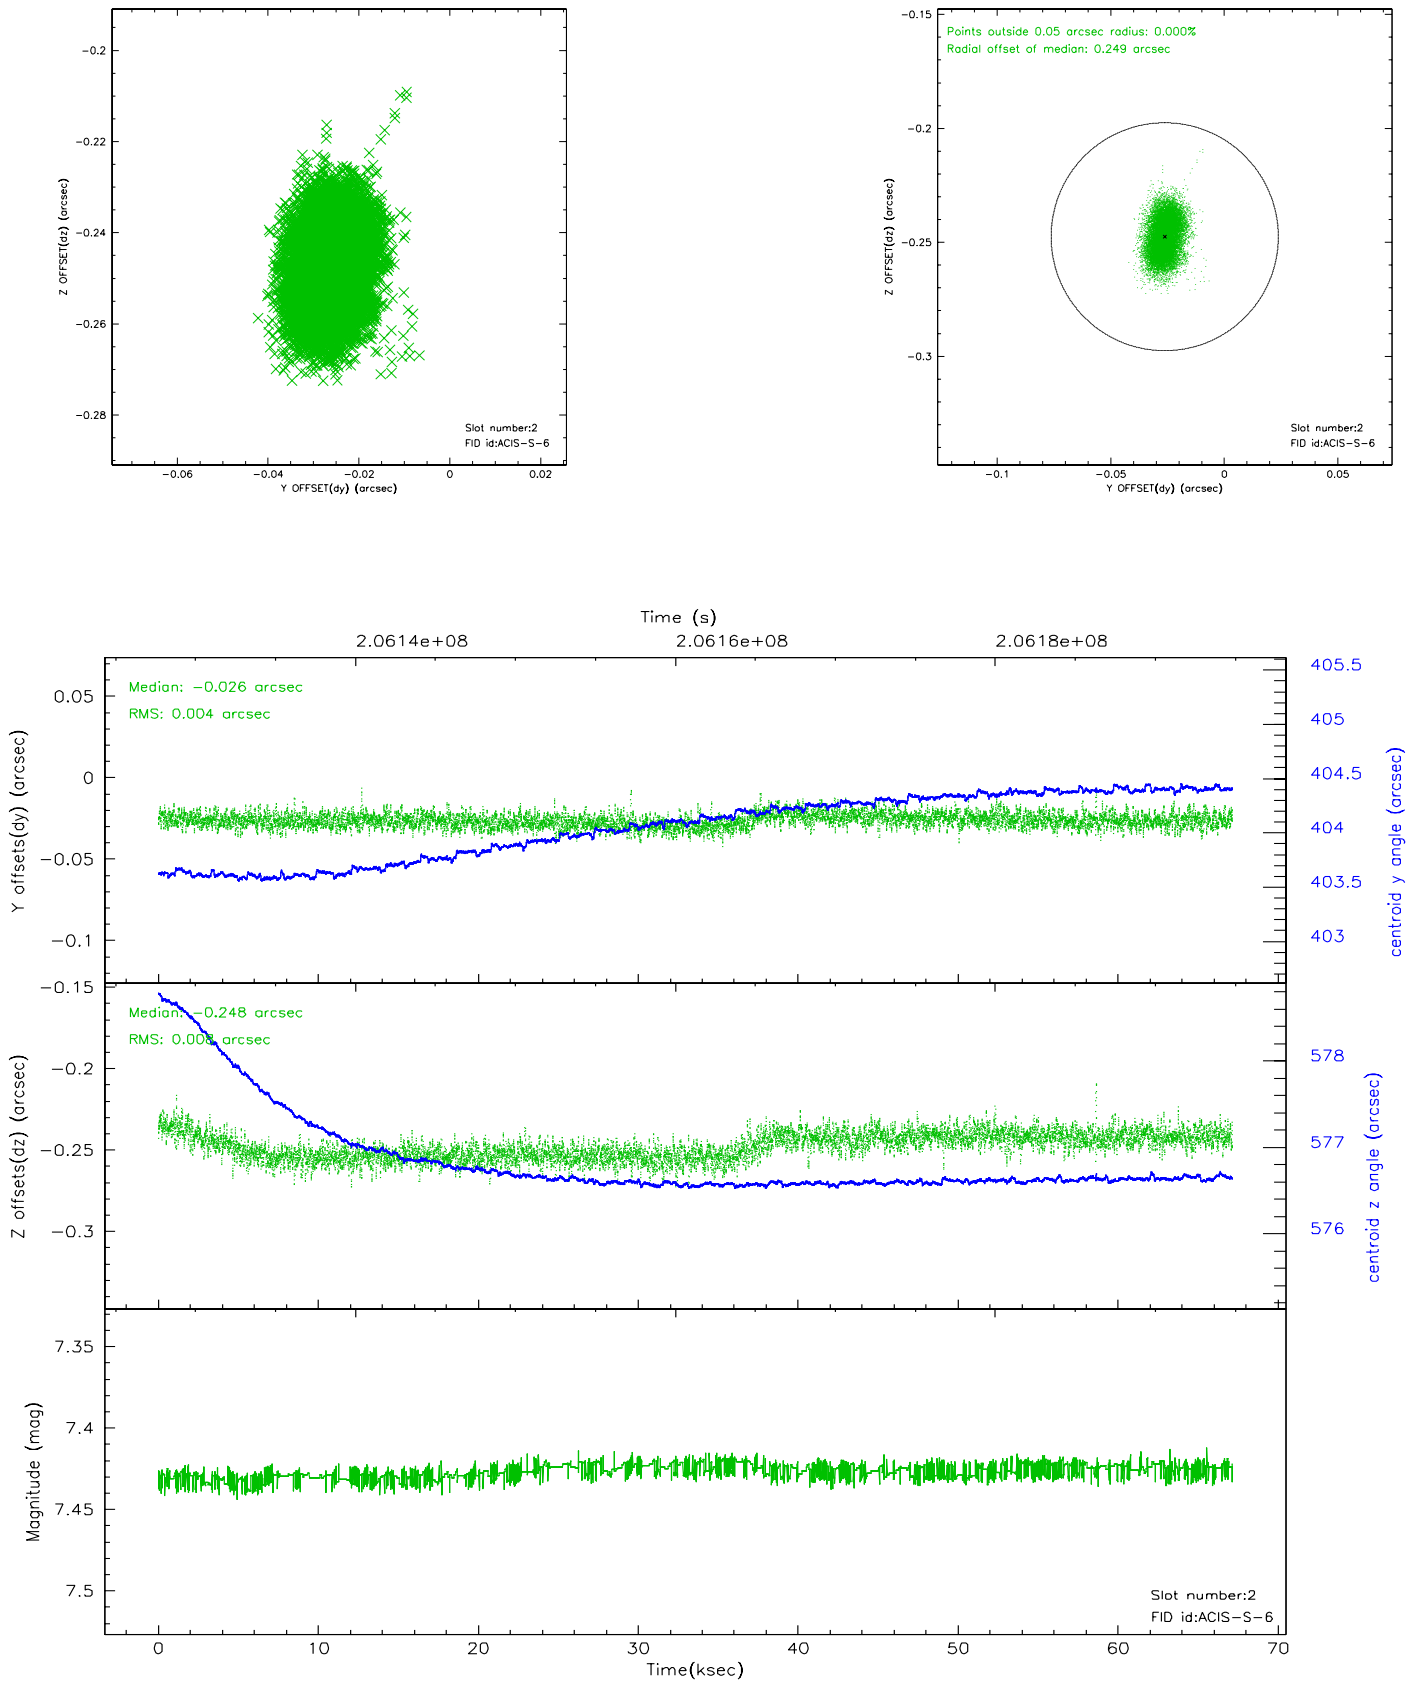 -0.2
-0.22
-0.24
-0.26
-0.28
Z OFFSET(dz) (arcsec)
Slot number:2
FID id:ACIS-S-6
-0.06
-0.04
-0.02
0
0.02
Y OFFSET(dy) (arcsec)
-0.15
-0.2
-0.25
-0.3
Z OFFSET(dz) (arcsec)
Points outside 0.05 arcsec radius: 0.000%
Radial offset of median: 0.249 arcsec
Slot number:2
FID id:ACIS-S-6
-0.1
-0.05
0
0.05
Y OFFSET(dy) (arcsec)
Time (s)
2.0614e+08
2.0616e+08
2.0618e+08
0.05
0
-0.05
-0.1
Y offsets(dy) (arcsec)
Median: -0.026 arcsec
RMS: 0.004 arcsec
405.5
405
404.5
404
403.5
403
centroid y angle (arcsec)
-0.15
-0.2
-0.25
-0.3
Z offsets(dz) (arcsec)
Median: -0.248 arcsec
RMS: 0.008 arcsec
578
577
576
centroid z angle (arcsec)
7.35
7.4
7.45
7.5
Magnitude (mag)
Slot number:2
FID id:ACIS-S-6
0
10
20
30
40
50
60
70
Time(ksec)